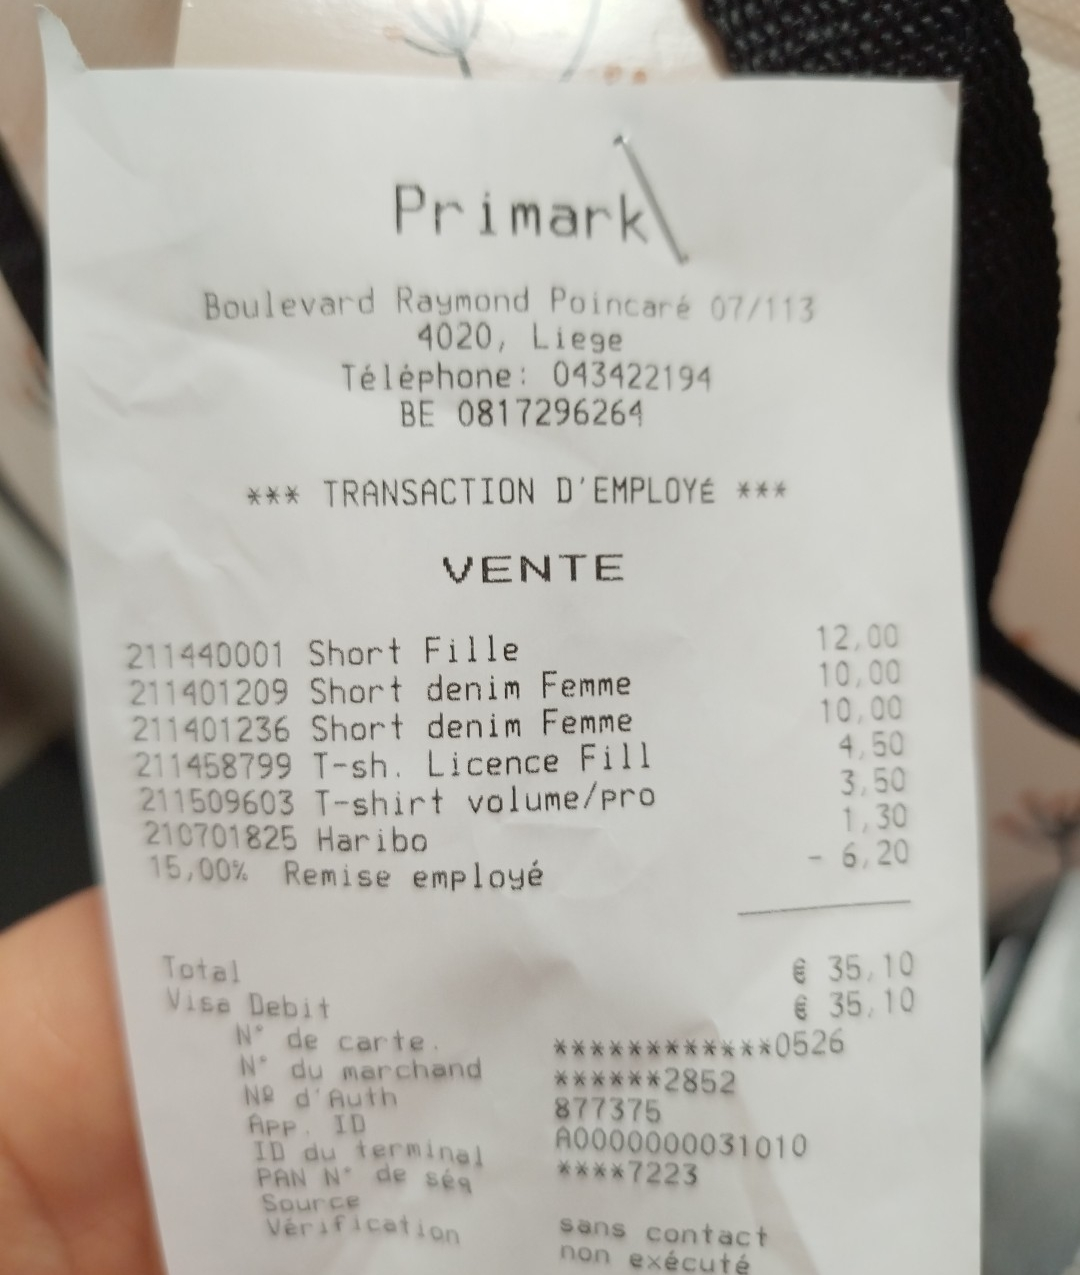 Primark
Boulevard Raymond Poincaré 07/113
4020, Liege
Téléphone: 043422194
BE 0817296264
*** TRANSACTION D'EMPLOYÉ ***
VENTE
211440001 Short Fille 12,00
211401209 Short denim Femme 10,00
211401236 Short denim Femme 10,00
211458799 T-sh. Licence Fill 4,50
211509603 T-shirt volume/pro 3,50
210701825 Haribo 1,30
15,00% Remise employé - 6,20
Total € 35,10
Visa Debit € 35,10
N° de carte. ************0526
N° du marchand ******2852
Nº d'Auth 877375
App. ID A0000000031010
ID du terminal ****7223
PAN N° de séq
Source sans contact
Vérification non exécuté